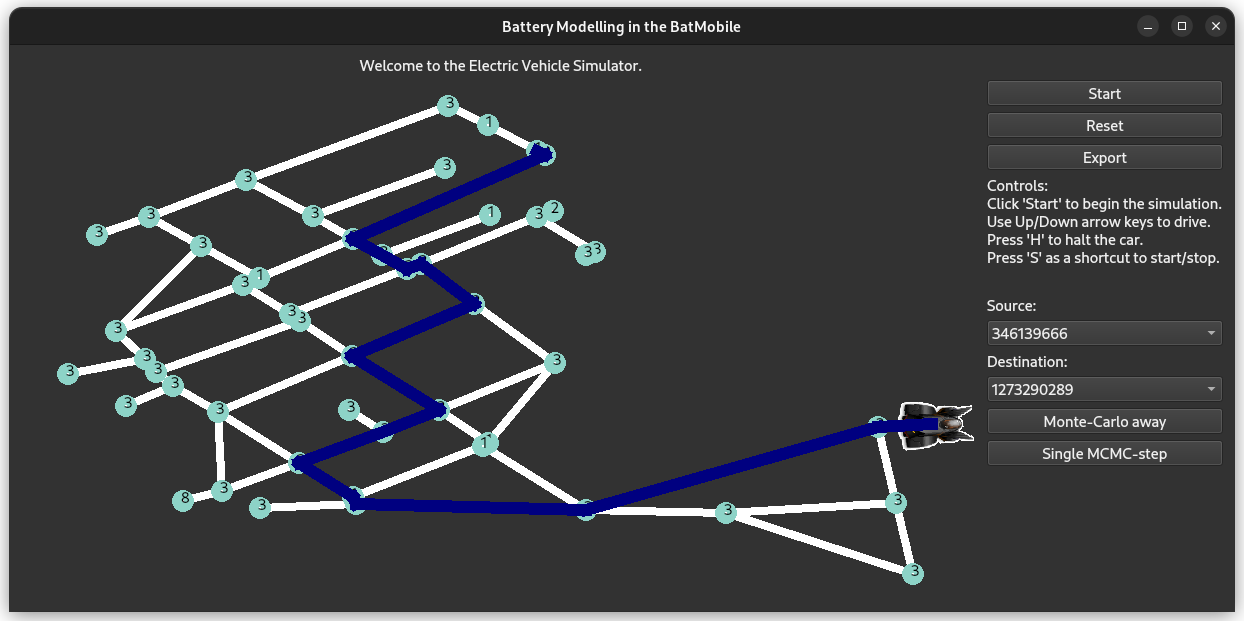 Battery Modelling in the BatMobile
Welcome to the Electric Vehicle Simulator.
Start
Reset
Export
Controls:
Click 'Start' to begin the simulation.
Use Up/Down arrow keys to drive.
Press 'H' to halt the car.
Press 'S' as a shortcut to start/stop.
Source:
346139666
Destination:
1273290289
Monte-Carlo away
Single MCMC-step
3
1
3
3
3
3
1
3
2
3
3
3
3
1
3
3
3
3
3
3
3
3
3
3
3
3
1
8
3
3
3
3
3